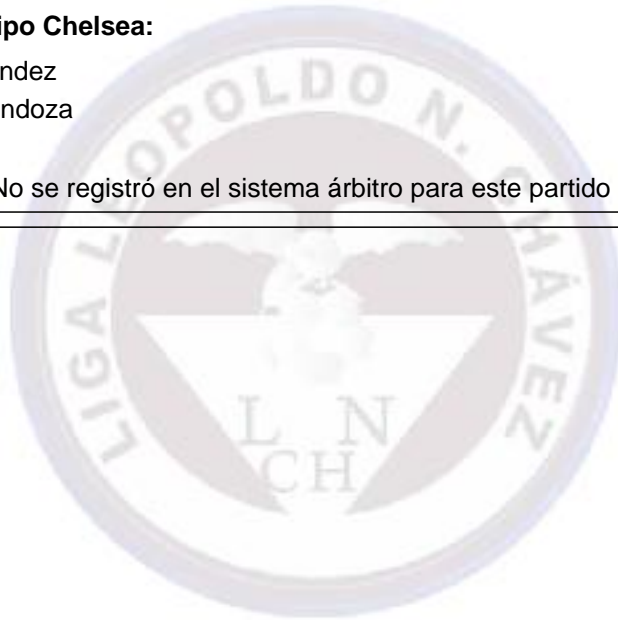 ipo Chelsea:
ndez
ndoza
No se registró en el sistema árbitro para este partido
LIGA LEOPOLDO N. CHÁVEZ
L N
CH